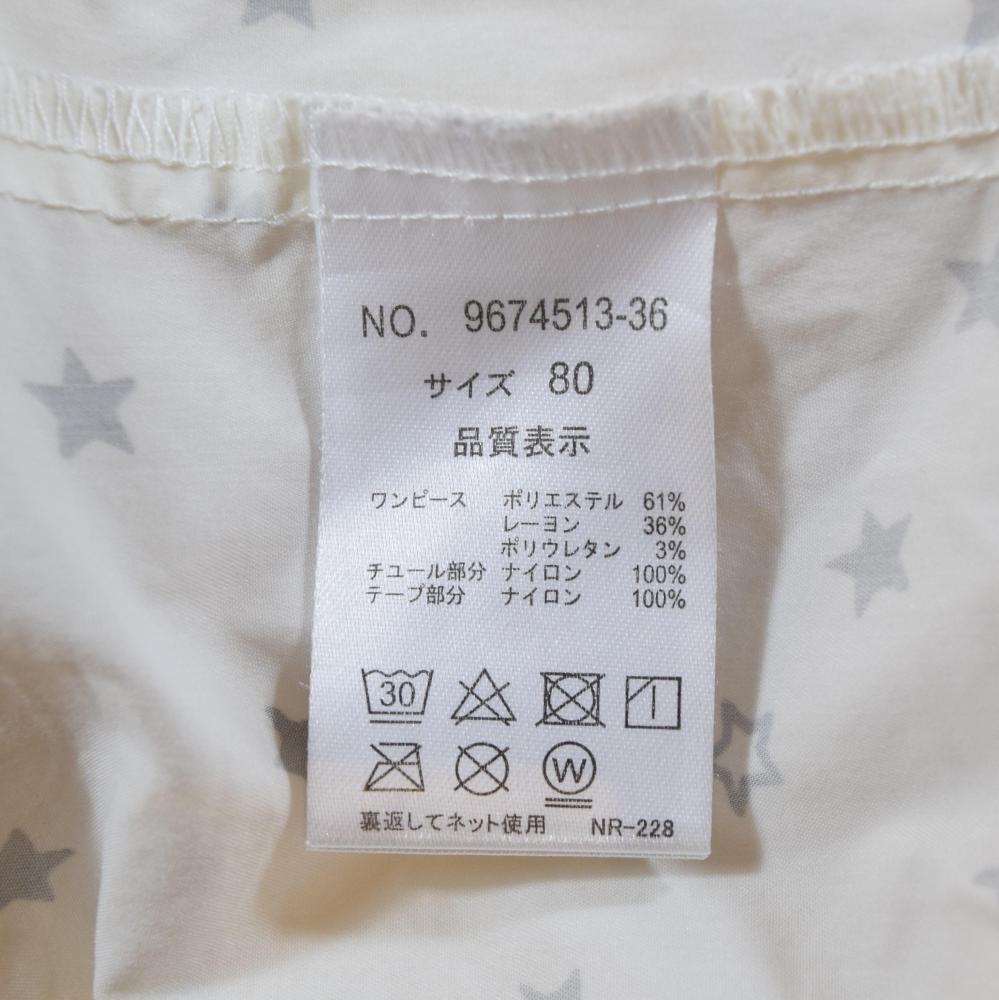 NO. 9674513-36
サイズ 80
品質表示
ワンピース ポリエステル 61%
レーヨン 36%
ポリウレタン 3%
チュール部分 ナイロン 100%
テープ部分 ナイロン 100%
30
W
裏返してネット使用 NR-228